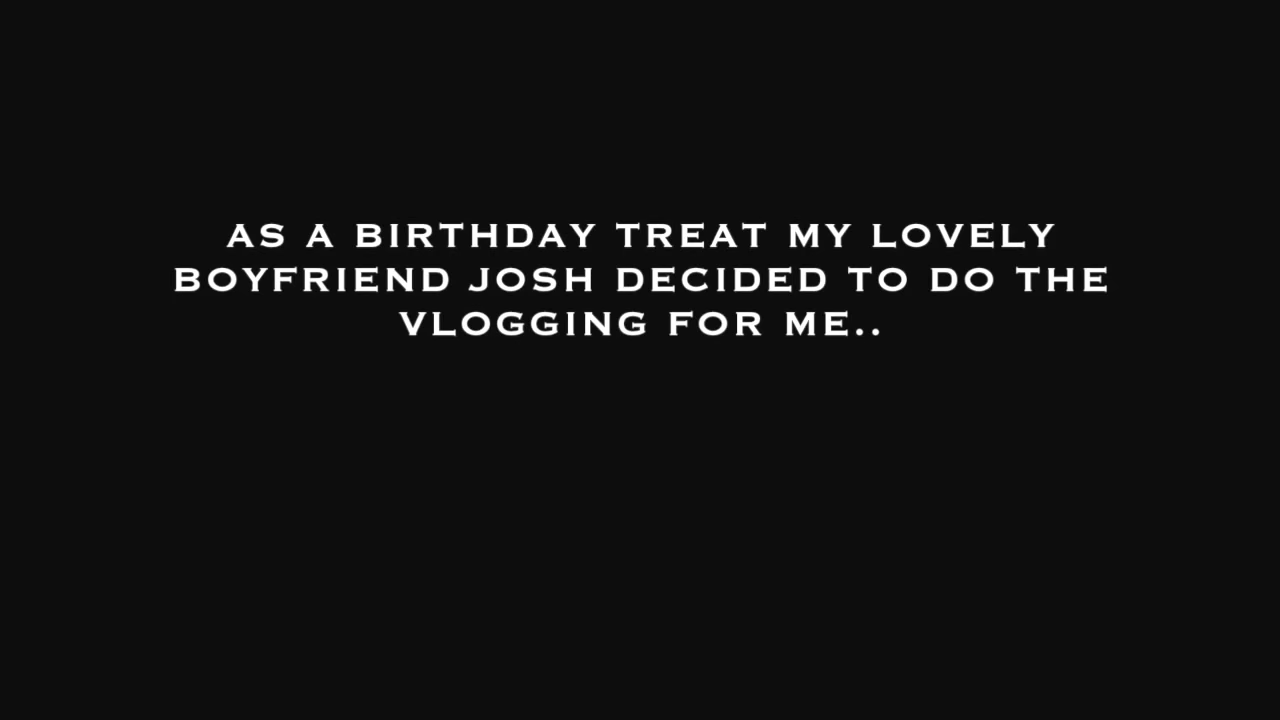 AS A BIRTHDAY TREAT MY LOVELY
BOYFRIEND JOSH DECIDED TO DO THE
VLOGGING FOR ME..